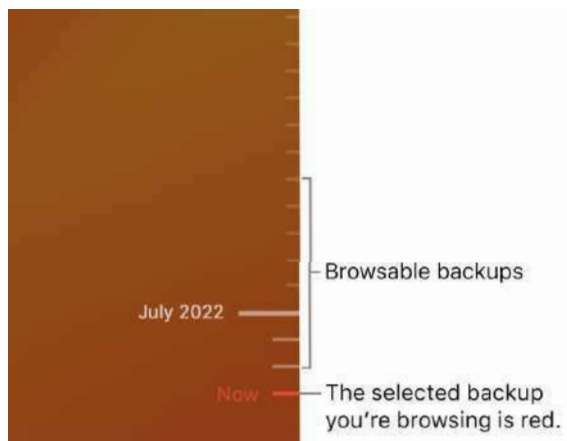 Browsable backups
July 2022
Now
The selected backup
you're browsing is red.